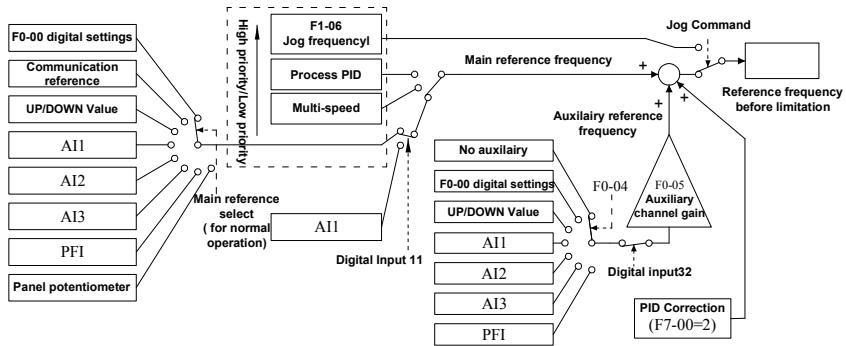 F0-00 digital settings
Communication
reference
UP/DOWN Value
AI1
AI2
AI3
PFI
Panel potentiometer
Main reference
select
( for normal
operation)
High priority/Low priority
F1-06
Jog frequencyl
Process PID
Multi-speed
AI1
Digital Input 11
Main reference frequency
Jog Command
Reference frequency
before limitation
+
+
+
Auxilairy reference
frequency
No auxilairy
F0-00 digital settings
UP/DOWN Value
AI1
AI2
AI3
PFI
F0-04
F0-05
Auxiliary
channel gain
Digital input32
PID Correction
(F7-00=2)